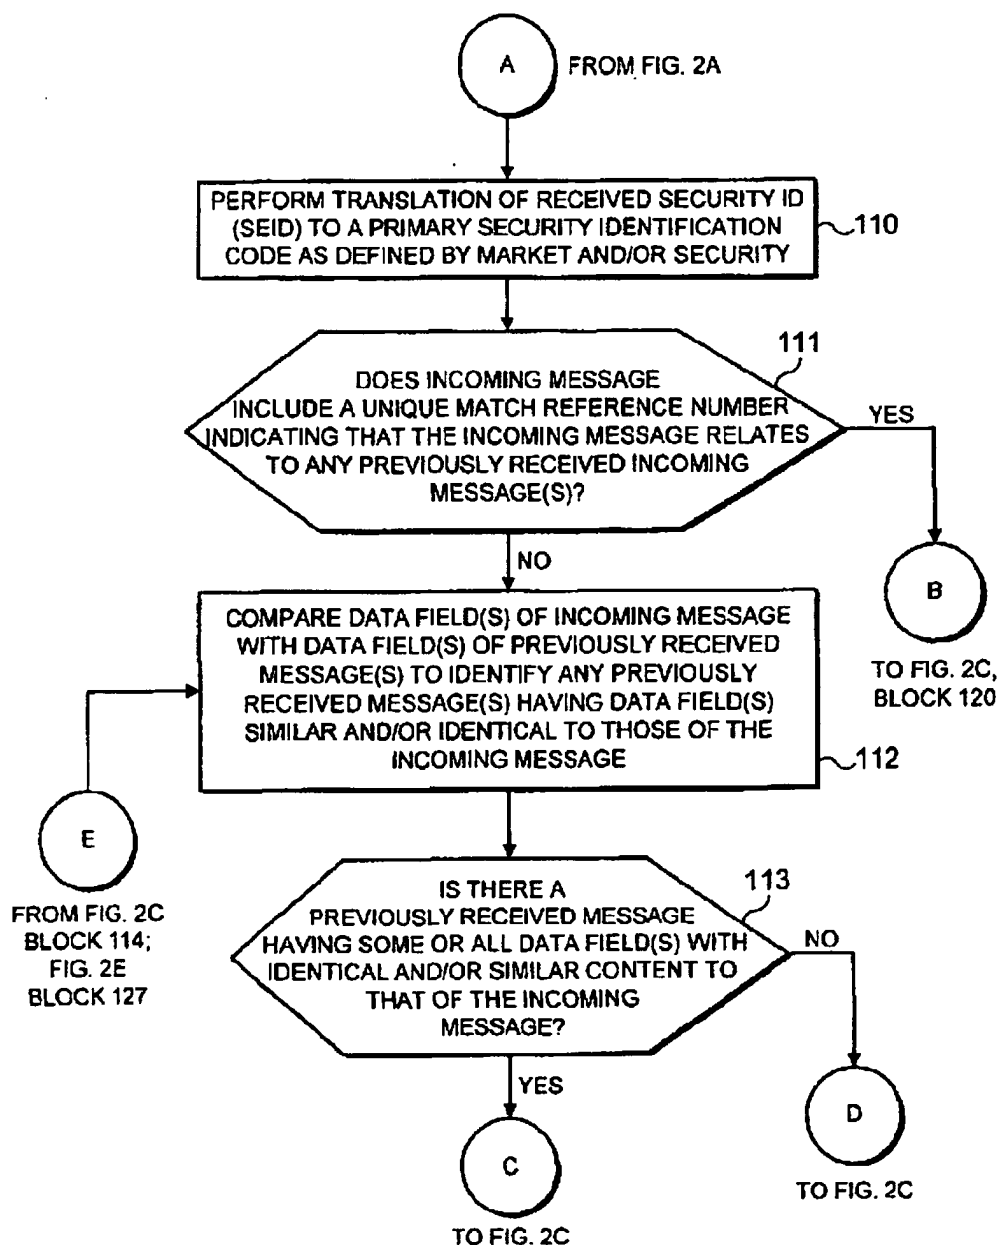 A
FROM FIG. 2A
PERFORM TRANSLATION OF RECEIVED SECURITY ID
(SEID) TO A PRIMARY SECURITY IDENTIFICATION
CODE AS DEFINED BY MARKET AND/OR SECURITY
110
111
DOES INCOMING MESSAGE
INCLUDE A UNIQUE MATCH REFERENCE NUMBER
INDICATING THAT THE INCOMING MESSAGE RELATES
TO ANY PREVIOUSLY RECEIVED INCOMING
MESSAGE(S)?
YES
B
TO FIG. 2C,
BLOCK 120
NO
COMPARE DATA FIELD(S) OF INCOMING MESSAGE
WITH DATA FIELD(S) OF PREVIOUSLY RECEIVED
MESSAGE(S) TO IDENTIFY ANY PREVIOUSLY
RECEIVED MESSAGE(S) HAVING DATA FIELD(S)
SIMILAR AND/OR IDENTICAL TO THOSE OF THE
INCOMING MESSAGE
112
E
FROM FIG. 2C
BLOCK 114;
FIG. 2E
BLOCK 127
113
IS THERE A
PREVIOUSLY RECEIVED MESSAGE
HAVING SOME OR ALL DATA FIELD(S) WITH
IDENTICAL AND/OR SIMILAR CONTENT TO
THAT OF THE INCOMING
MESSAGE?
NO
D
TO FIG. 2C
YES
C
TO FIG. 2C